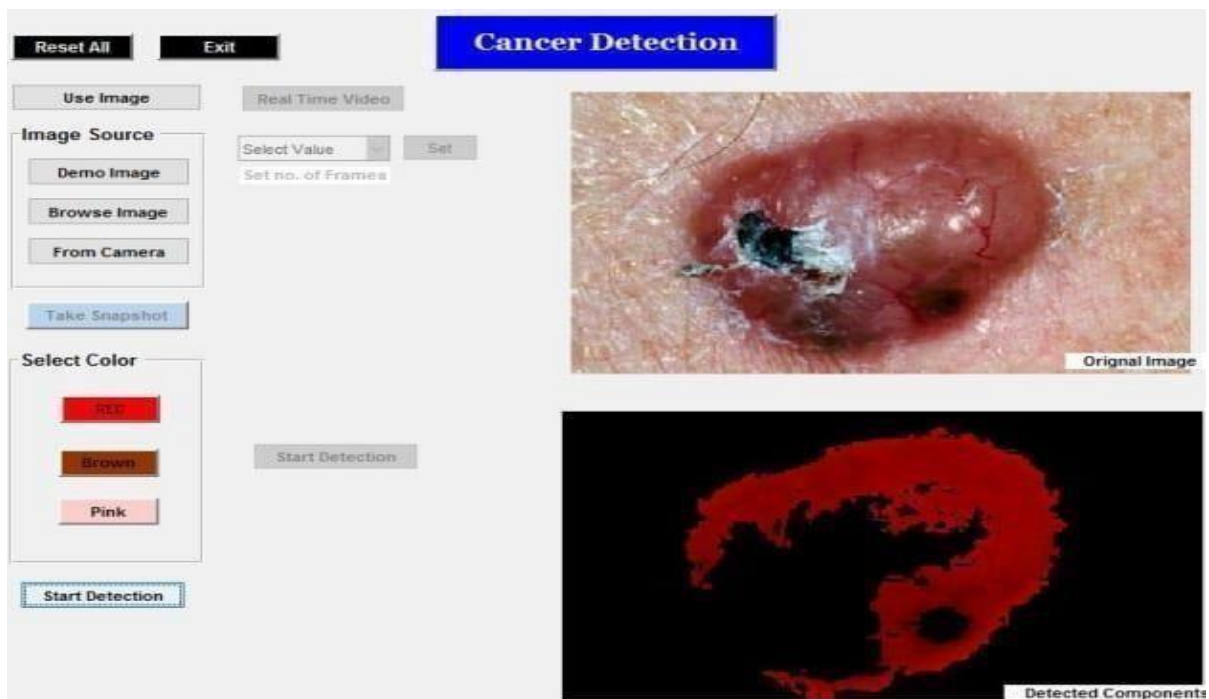 Cancer Detection
Reset All
Exit
Use Image
Real Time Video
Image Source
Select Value
Set
Set no. of Frames
Demo Image
Browse Image
From Camera
Take Snapshot
Orignal Image
Select Color
RED
Brown
Start Detection
Pink
Start Detection
Detected Components